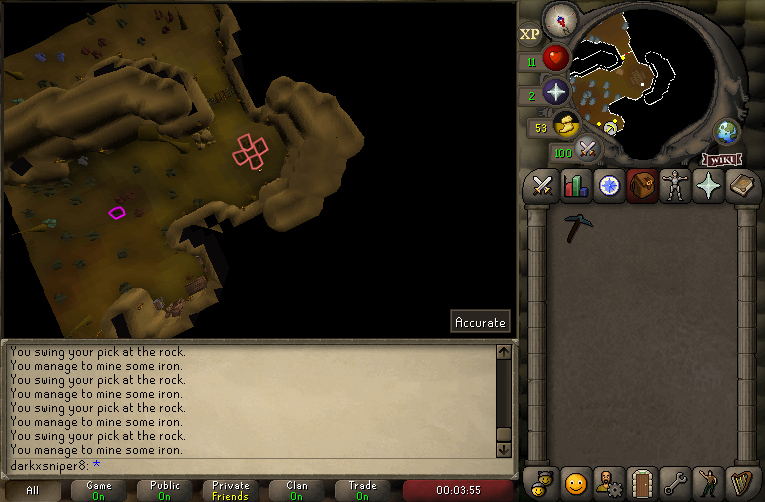 XP
11
2
53
100
WIKI
Accurate
You swing your pick at the rock.
You manage to mine some iron.
You swing your pick at the rock.
You manage to mine some iron.
You swing your pick at the rock.
You manage to mine some iron.
You swing your pick at the rock.
You manage to mine some iron.
darkxsniper8: *
All
Game
On
Public
On
Private
Friends
Clan
On
Trade
On
00:03:55